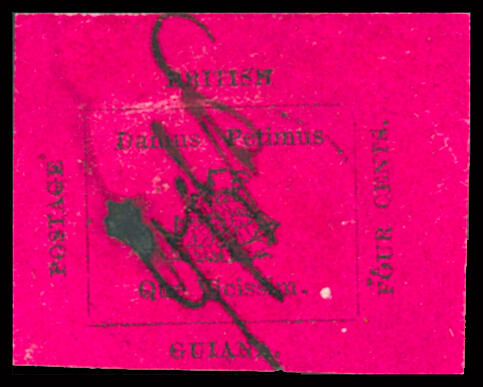 BRITISH
Damus Petimus
POSTAGE
FOUR CENTS.
Que Vicissim.
GUIANA.